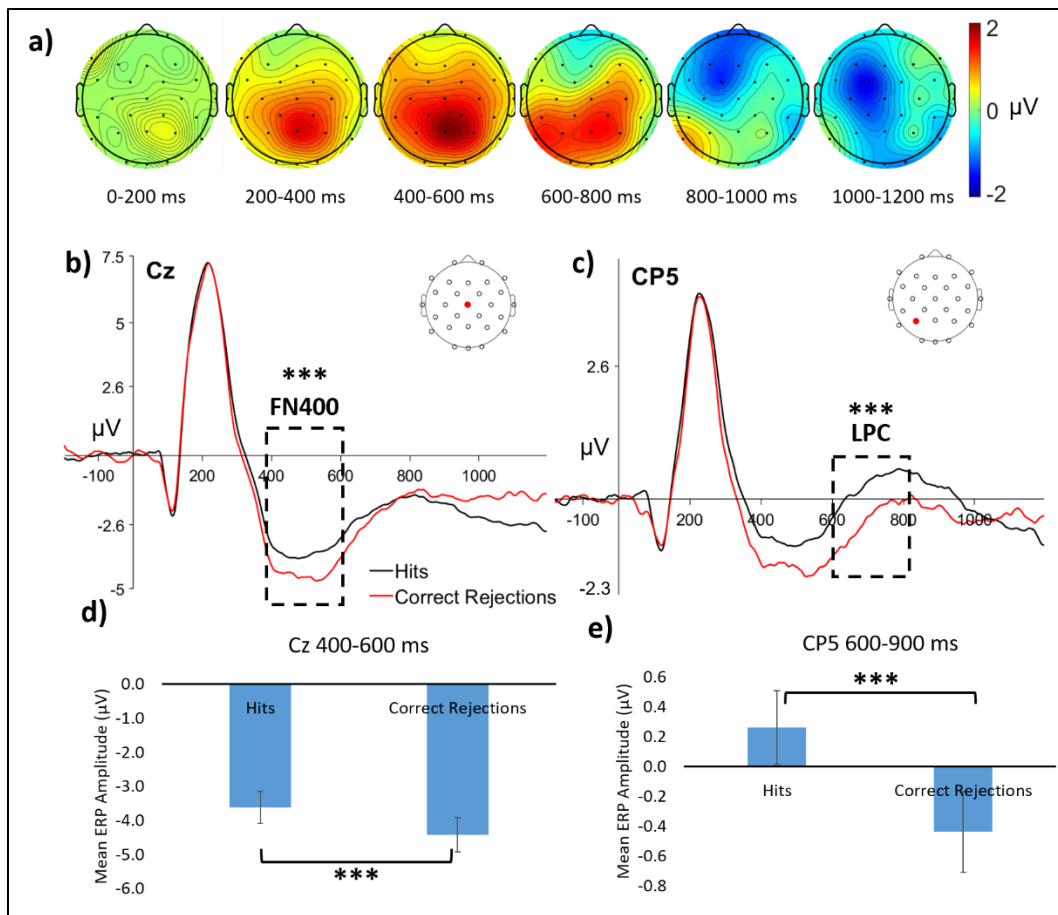 a)
2
0
-2
µV
0-200 ms 200-400 ms 400-600 ms 600-800 ms 800-1000 ms 1000-1200 ms
b)
Cz
7.5
5
2.6
µV
-2.6
-5
-100 200 400 600 800 1000
***
FN400
Hits
Correct Rejections
c)
CP5
2.6
µV
-2.3
-100 200 400 600 800 1000
***
LPC
d)
Cz 400-600 ms
Mean ERP Amplitude (µV)
0.0
-1.0
-2.0
-3.0
-4.0
-5.0
-6.0
Hits Correct Rejections
***
e)
CP5 600-900 ms
Mean ERP Amplitude (µV)
0.6
0.4
0.2
0.0
-0.2
-0.4
-0.6
-0.8
***
Hits Correct Rejections